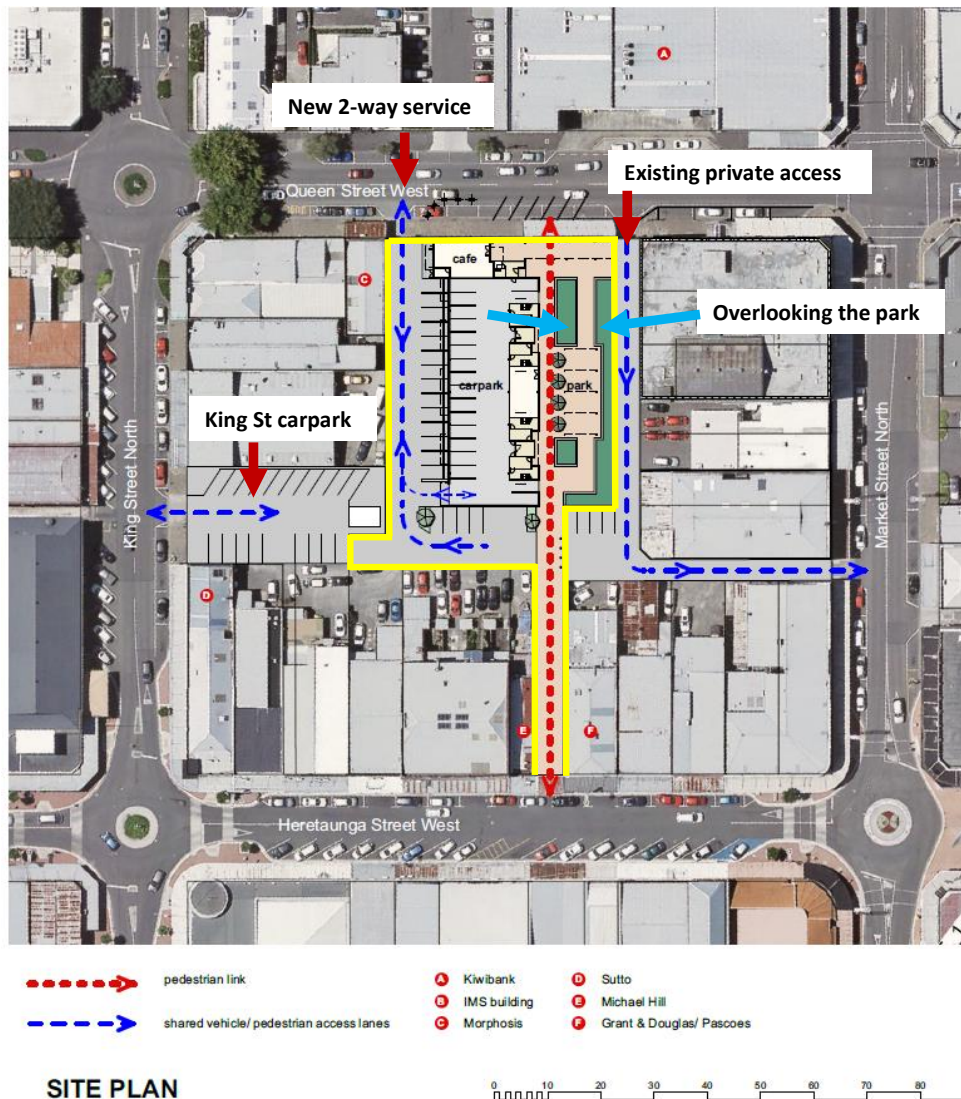 New 2-way service
A
Existing private access
Queen Street West
cafe
C
Overlooking the park
carpark
park
King St carpark
King Street North
Market Street North
D
E
F
Heretaunga Street West
pedestrian link
shared vehicle/ pedestrian access lanes
A Kiwibank
B IMS building
C Morphosis
D Sutto
E Michael Hill
F Grant & Douglas/ Pascoes
SITE PLAN
0 10 20 30 40 50 60 70 80